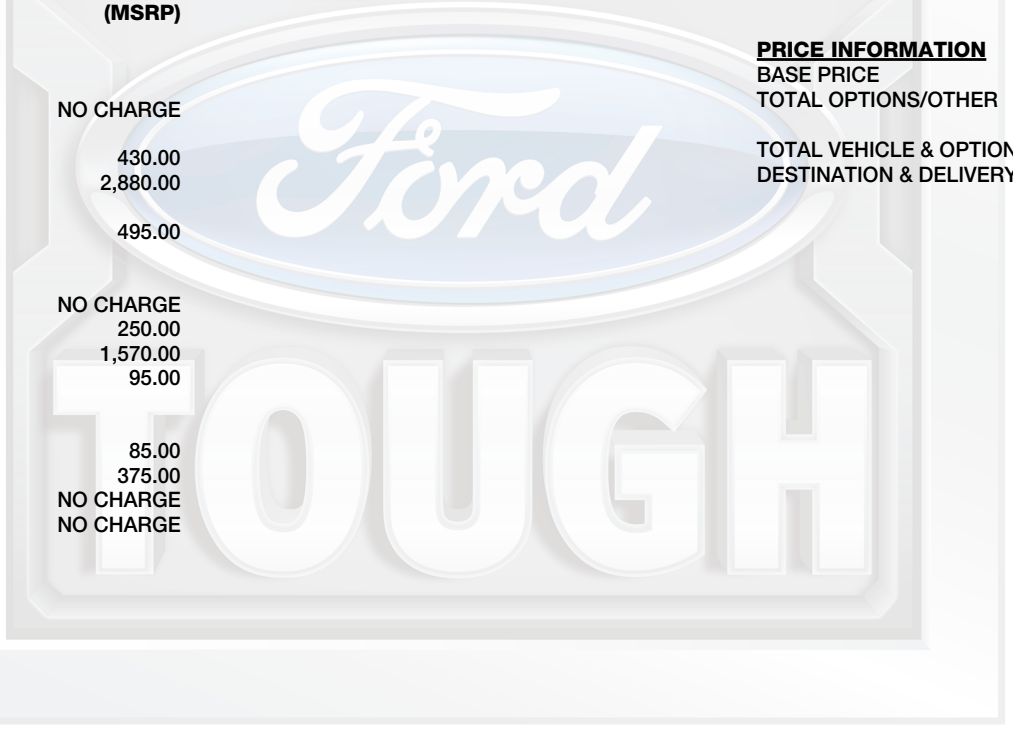 (MSRP)
NO CHARGE
430.00
2,880.00
495.00
NO CHARGE
250.00
1,570.00
95.00
85.00
375.00
NO CHARGE
NO CHARGE
PRICE INFORMATION
BASE PRICE
TOTAL OPTIONS/OTHER
TOTAL VEHICLE & OPTION
DESTINATION & DELIVERY
Ford
TOUGH